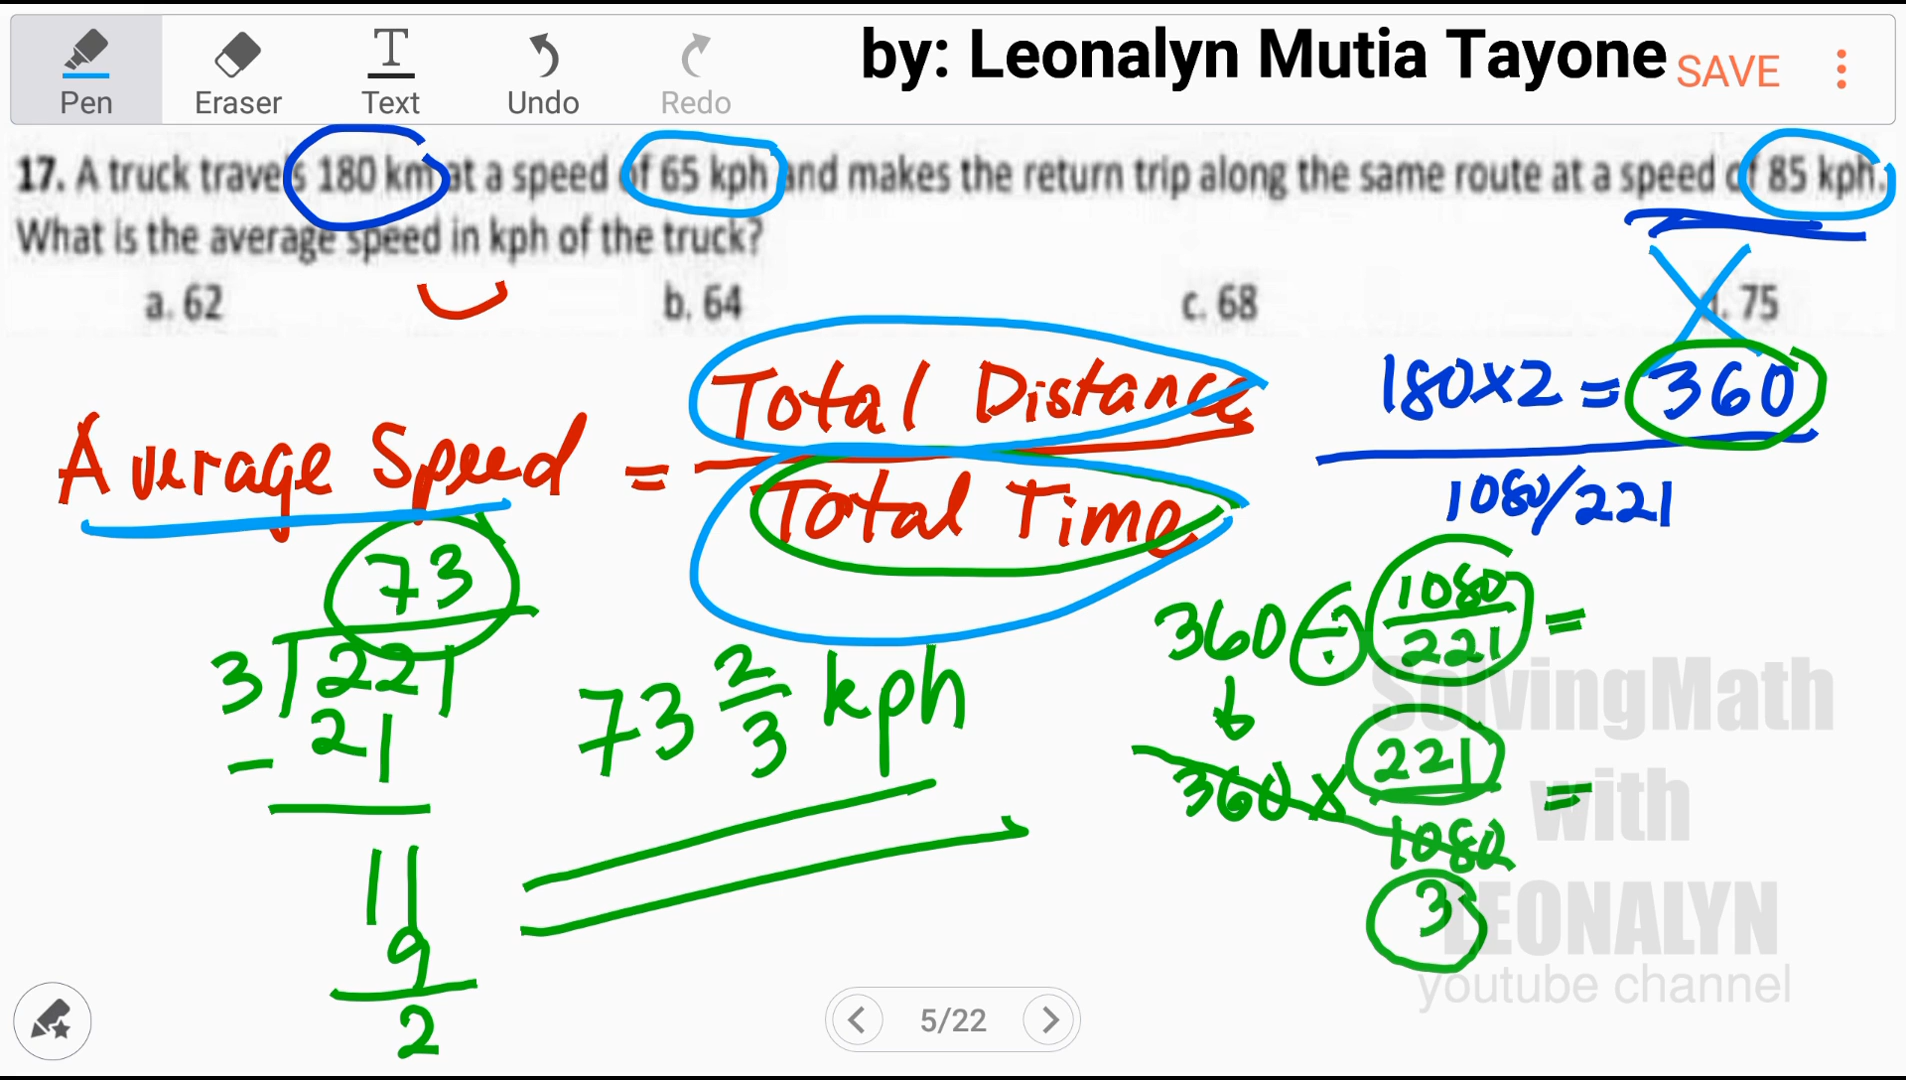 by: Leonalyn Mutia Tayone
SAVE
Pen
Eraser
Text
Undo
Redo
17. A truck travels 180 km at a speed of 65 kph and makes the return trip along the same route at a speed of 85 kph.
What is the average speed in kph of the truck?
a. 62
b. 64
c. 68
d. 75
Average Speed = Total Distance
Total Time
180x2 = 360
1080/221
73
3 221
- 21
11
9
2
73 2/3 kph
360 ÷ 1080/221 =
360 x 221/1080 =
3
SolvingMath
with
LEONALYN
youtube channel
5/22